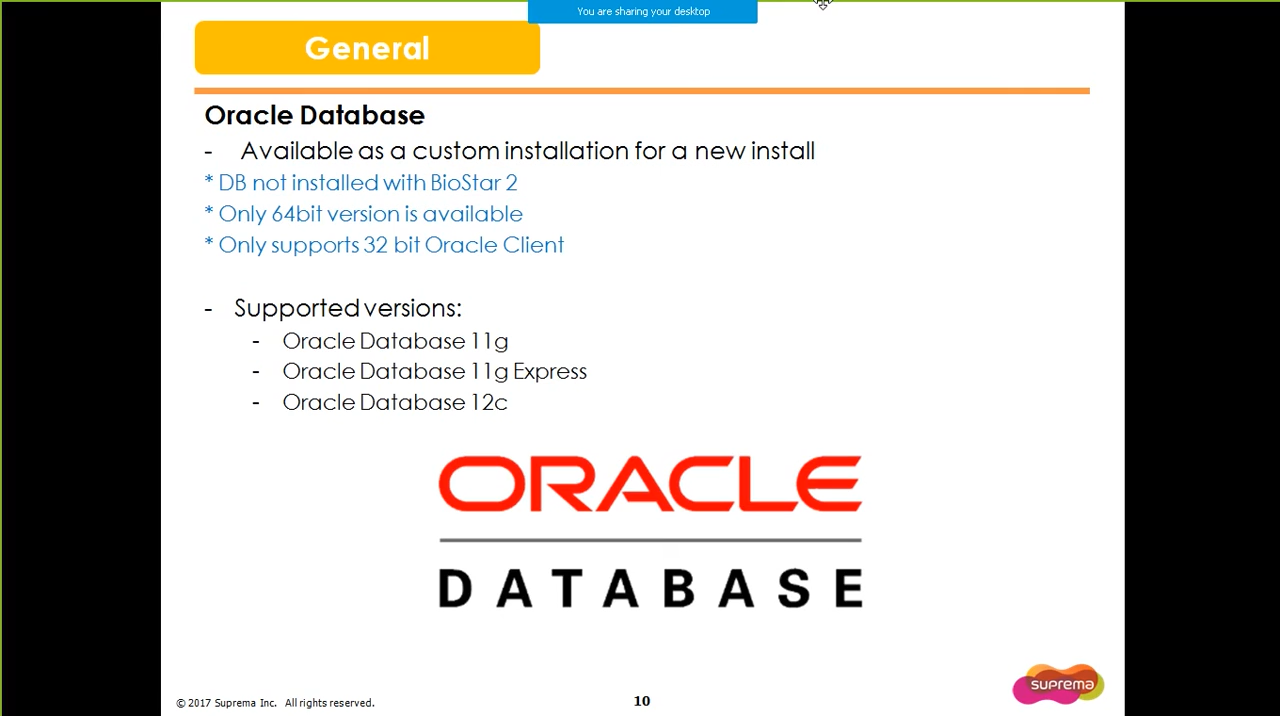 You are sharing your desktop
General
Oracle Database
- Available as a custom installation for a new install
* DB not installed with BioStar 2
* Only 64bit version is available
* Only supports 32 bit Oracle Client
- Supported versions:
- Oracle Database 11g
- Oracle Database 11g Express
- Oracle Database 12c
ORACLE
DATABASE
suprema
© 2017 Suprema Inc. All rights reserved.
10